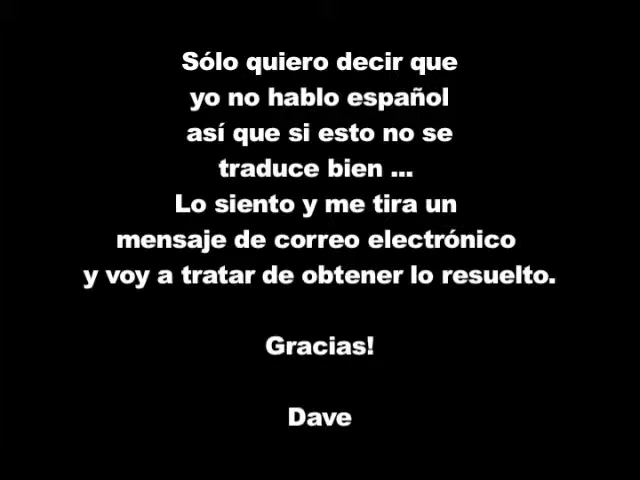 Sólo quiero decir que
yo no hablo español
así que si esto no se
traduce bien ...
Lo siento y me tira un
mensaje de correo electrónico
y voy a tratar de obtener lo resuelto.
Gracias!
Dave